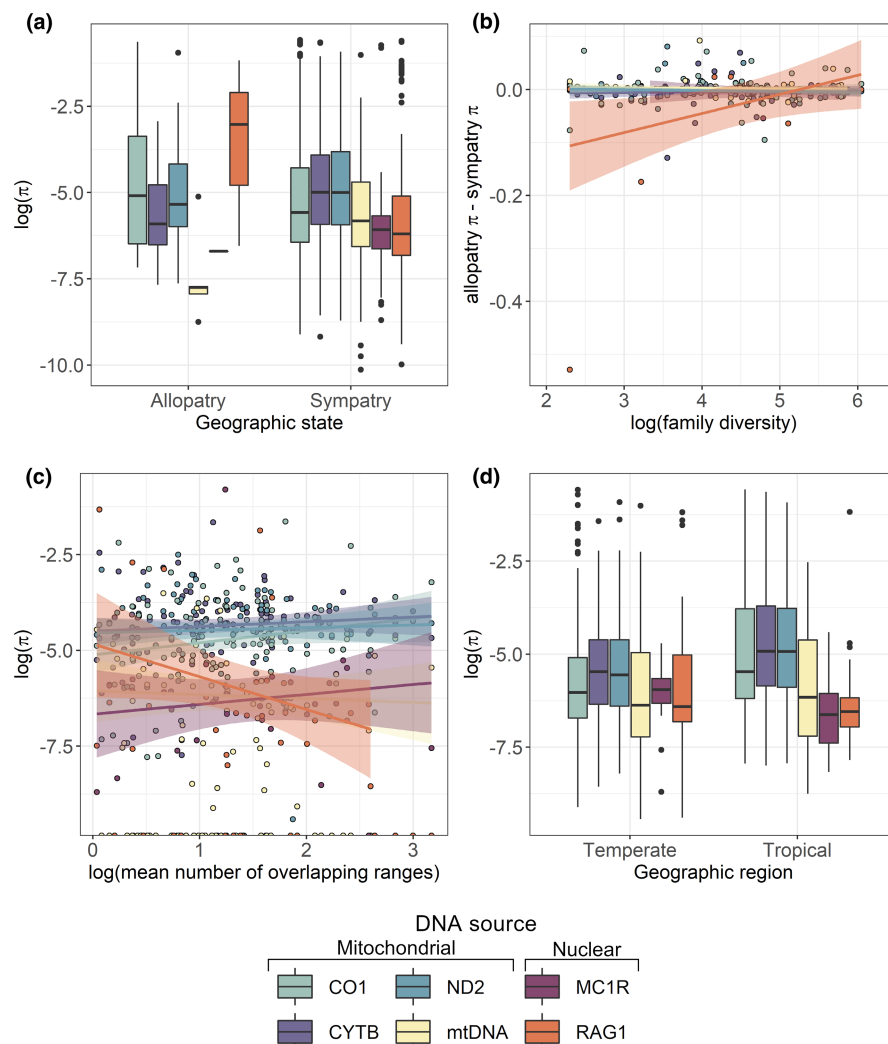 (a)
-2.5
-5.0
-7.5
-10.0
log(π)
Allopatry
Sympatry
Geographic state
(b)
0.0
-0.2
-0.4
allopatry π - sympatry π
2
3
4
5
6
log(family diversity)
(c)
-2.5
-5.0
-7.5
log(π)
0
1
2
3
log(mean number of overlapping ranges)
(d)
-2.5
-5.0
-7.5
log(π)
Temperate
Tropical
Geographic region
DNA source
Mitochondrial
Nuclear
CO1
ND2
MC1R
CYTB
mtDNA
RAG1